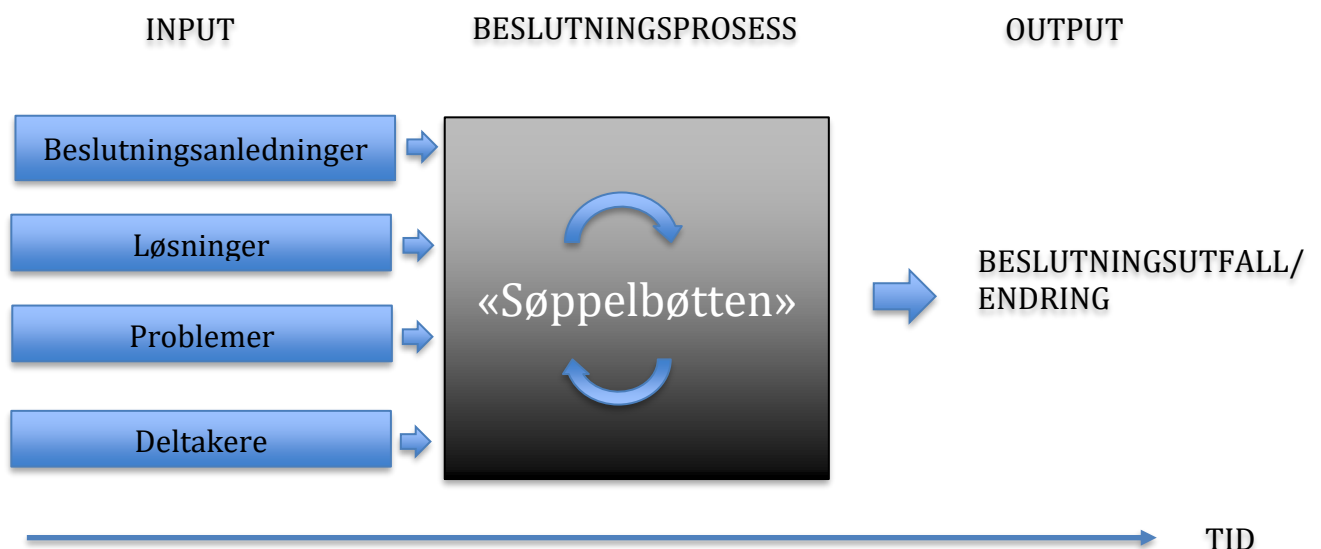 INPUT
BESLUTNINGSPROSESS
OUTPUT
Beslutningsanledninger
Løsninger
Problemer
Deltakere
«Søppelbøtten»
BESLUTNINGSUTFALL/
ENDRING
TID